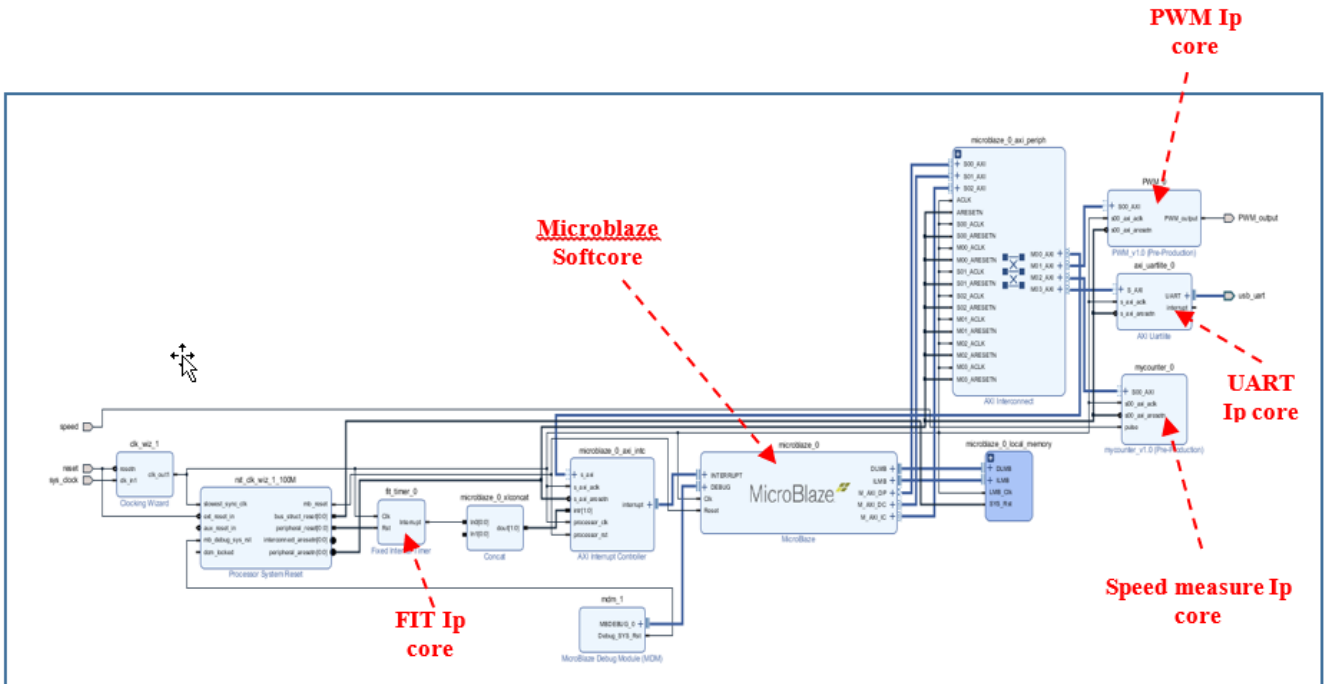 PWM Ip
core
microblaze_0_axi_periph
S00_AXI
S01_AXI
S02_AXI
ACLK
ARESETN
S00_ACLK
S00_ARESETN
M00_ACLK
M00_ARESETN
S01_ACLK
S01_ARESETN
S02_ACLK
S02_ARESETN
M01_ACLK
M01_ARESETN
M02_ACLK
M02_ARESETN
M03_ACLK
M03_ARESETN
M00_AXI
M01_AXI
M02_AXI
M03_AXI
AXI Interconnect
S00_AXI
s00_axi_aclk
s00_axi_aresetn
PWM_output
PWM_output
PWM_v1.0 (Pre-Production)
axi_uartlite_0
S_AXI
s_axi_aclk
s_axi_aresetn
UART
interrupt
usb_uart
AXI Uartlite
UART
Ip core
mycounter_0
S00_AXI
s00_axi_aclk
s00_axi_aresetn
pulse
mycounter_v1.0 (Pre-Production)
Speed measure Ip
core
Microblaze
Softcore
speed
reset
sys_clock
clk_wiz_1
resetn
clk_in1
clk_out1
Clocking Wizard
rst_clk_wiz_1_100M
slowest_sync_clk
ext_reset_in
aux_reset_in
mb_debug_sys_rst
dcm_locked
mb_reset
bus_struct_reset[0:0]
peripheral_reset[0:0]
interconnect_aresetn[0:0]
peripheral_aresetn[0:0]
Processor System Reset
fit_timer_0
Clk
Rst
Interrupt
FIT Ip
core
microblaze_0_xlconcat
In0[0:0]
In1[0:0]
dout[1:0]
Concat
microblaze_0_axi_intc
s_axi
s_axi_aclk
s_axi_aresetn
intr[1:0]
processor_clk
processor_rst
interrupt
AXI Interrupt Controller
microblaze_0
INTERRUPT
DEBUG
Clk
Reset
MicroBlaze
DLMB
ILMB
M_AXI_DP
M_AXI_DC
M_AXI_IC
MicroBlaze
microblaze_0_local_memory
DLMB
ILMB
LMB_Clk
SYS_Rst
mdm_1
MBDEBUG_0
Debug_SYS_Rst
MicroBlaze Debug Module (MDM)